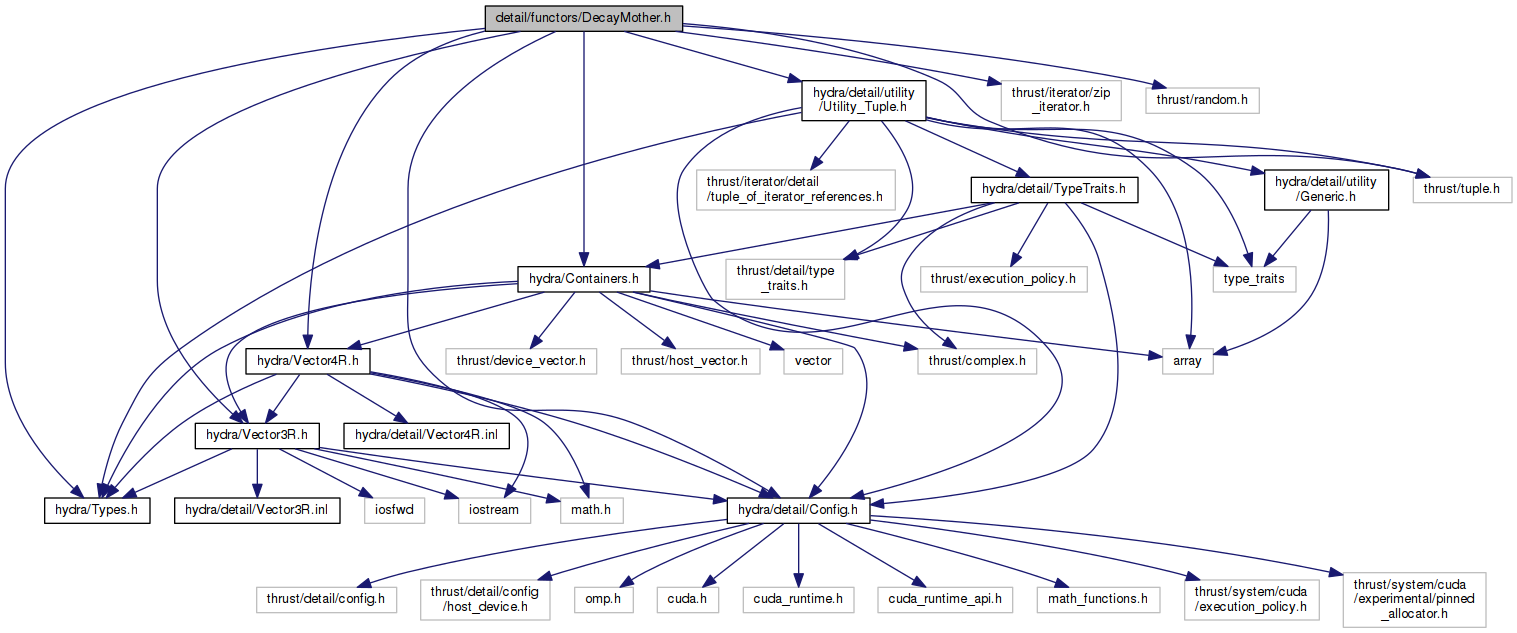 detail/functors/DecayMother.h
hydra/detail/utility
/Utility_Tuple.h
thrust/iterator/zip
_iterator.h
thrust/random.h
thrust/iterator/detail
/tuple_of_iterator_references.h
hydra/detail/TypeTraits.h
hydra/detail/utility
/Generic.h
thrust/tuple.h
hydra/Containers.h
thrust/detail/type
_traits.h
thrust/execution_policy.h
type_traits
hydra/Vector4R.h
thrust/device_vector.h
thrust/host_vector.h
vector
thrust/complex.h
array
hydra/Vector3R.h
hydra/detail/Vector4R.inl
hydra/Types.h
hydra/detail/Vector3R.inl
iosfwd
iostream
math.h
hydra/detail/Config.h
thrust/detail/config.h
thrust/detail/config
/host_device.h
omp.h
cuda.h
cuda_runtime.h
cuda_runtime_api.h
math_functions.h
thrust/system/cuda
/execution_policy.h
thrust/system/cuda
/experimental/pinned
_allocator.h